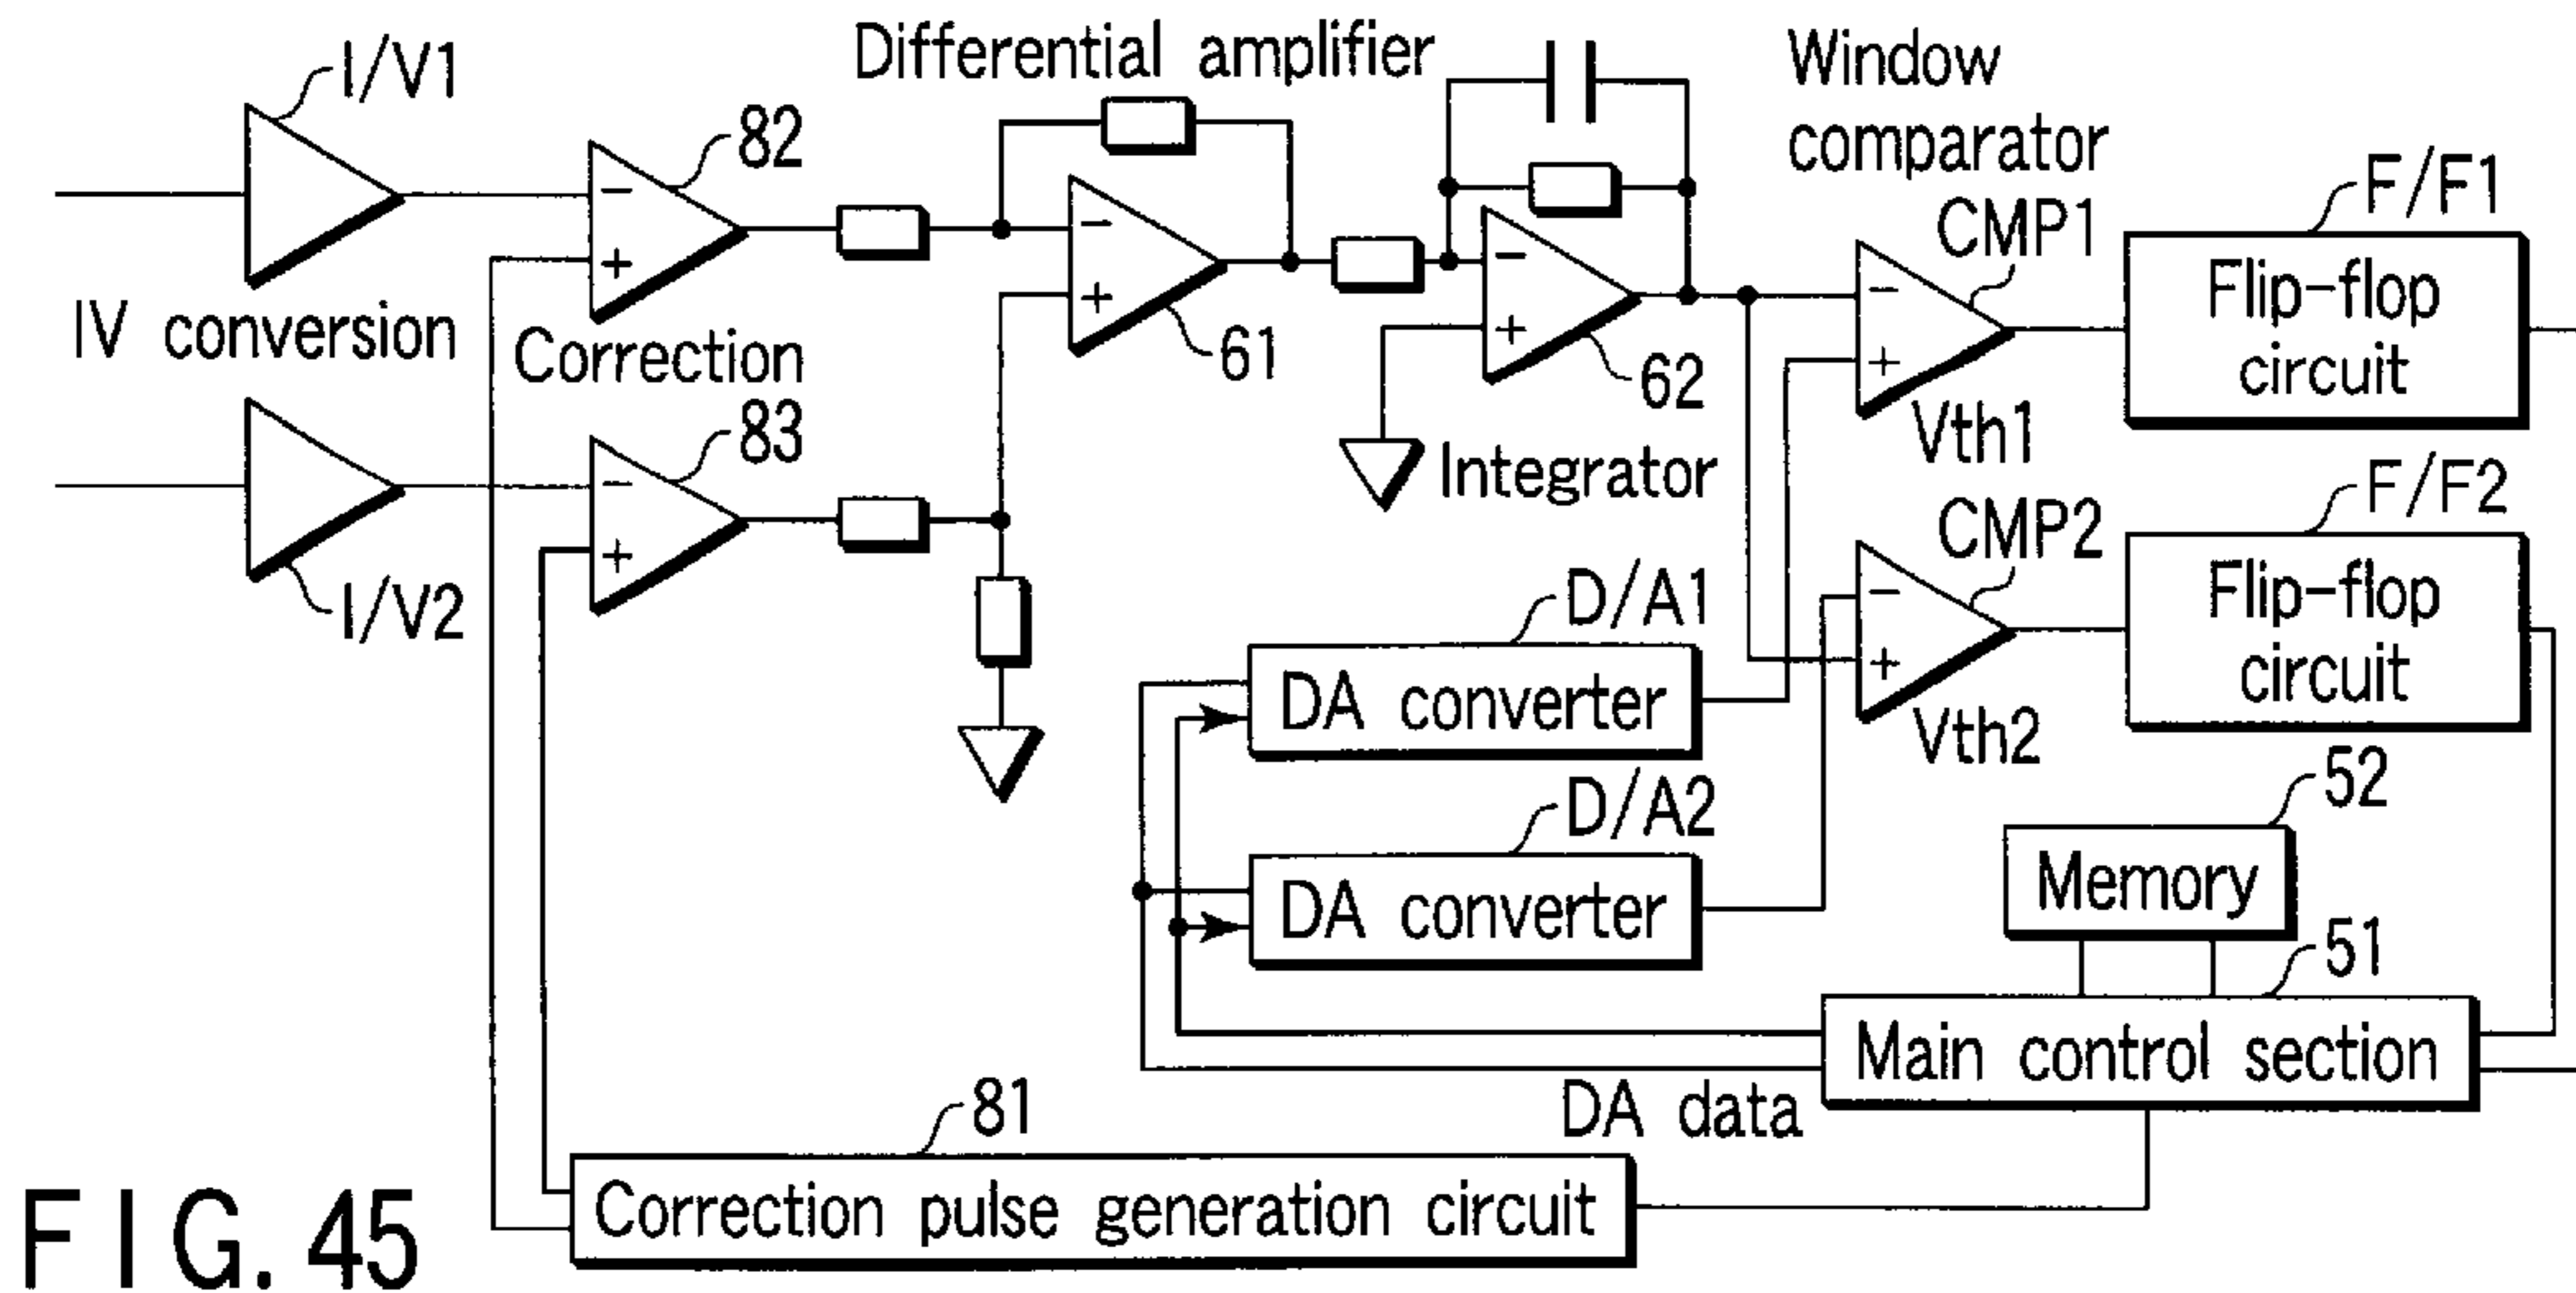 I/V1
Differential amplifier
Window
comparator
82
CMP1
F/F1
Flip-flop
circuit
IV conversion
Correction
61
62
Vth1
83
Integrator
F/F2
CMP2
I/V2
D/A1
DA converter
Flip-flop
circuit
Vth2
52
D/A2
DA converter
Memory
51
Main control section
81
DA data
Correction pulse generation circuit
FIG. 45
- + - + - + - + - + - +